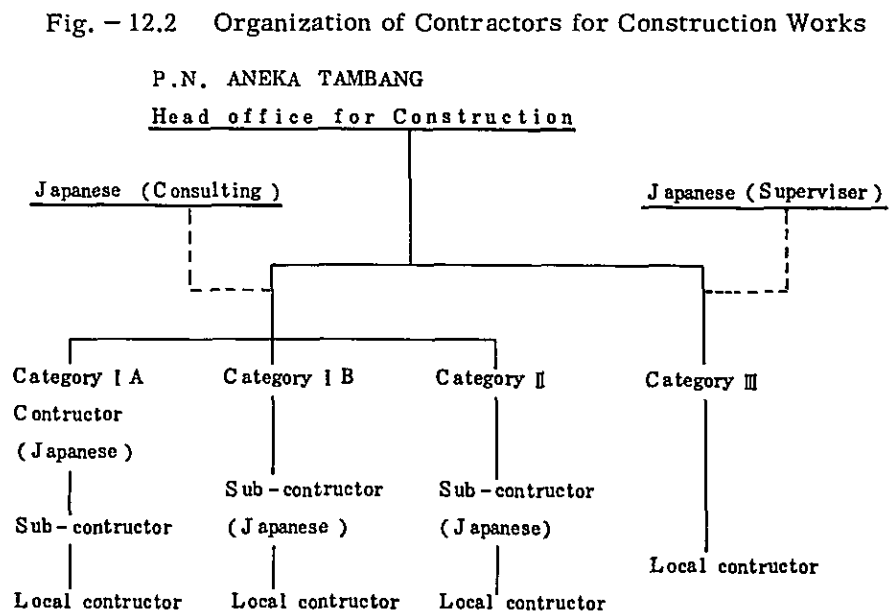 Fig. - 12.2 Organization of Contractors for Construction Works
P.N. ANEKA TAMBANG
Head office for Construction
Japanese (Consulting)
Japanese (Superviser)
Category I A
Category I B
Category II
Category III
Contructor
(Japanese)
Sub-contructor
(Japanese)
Sub-contructor
(Japanese)
Sub-contructor
Local contructor
Local contructor
Local contructor
Local contructor